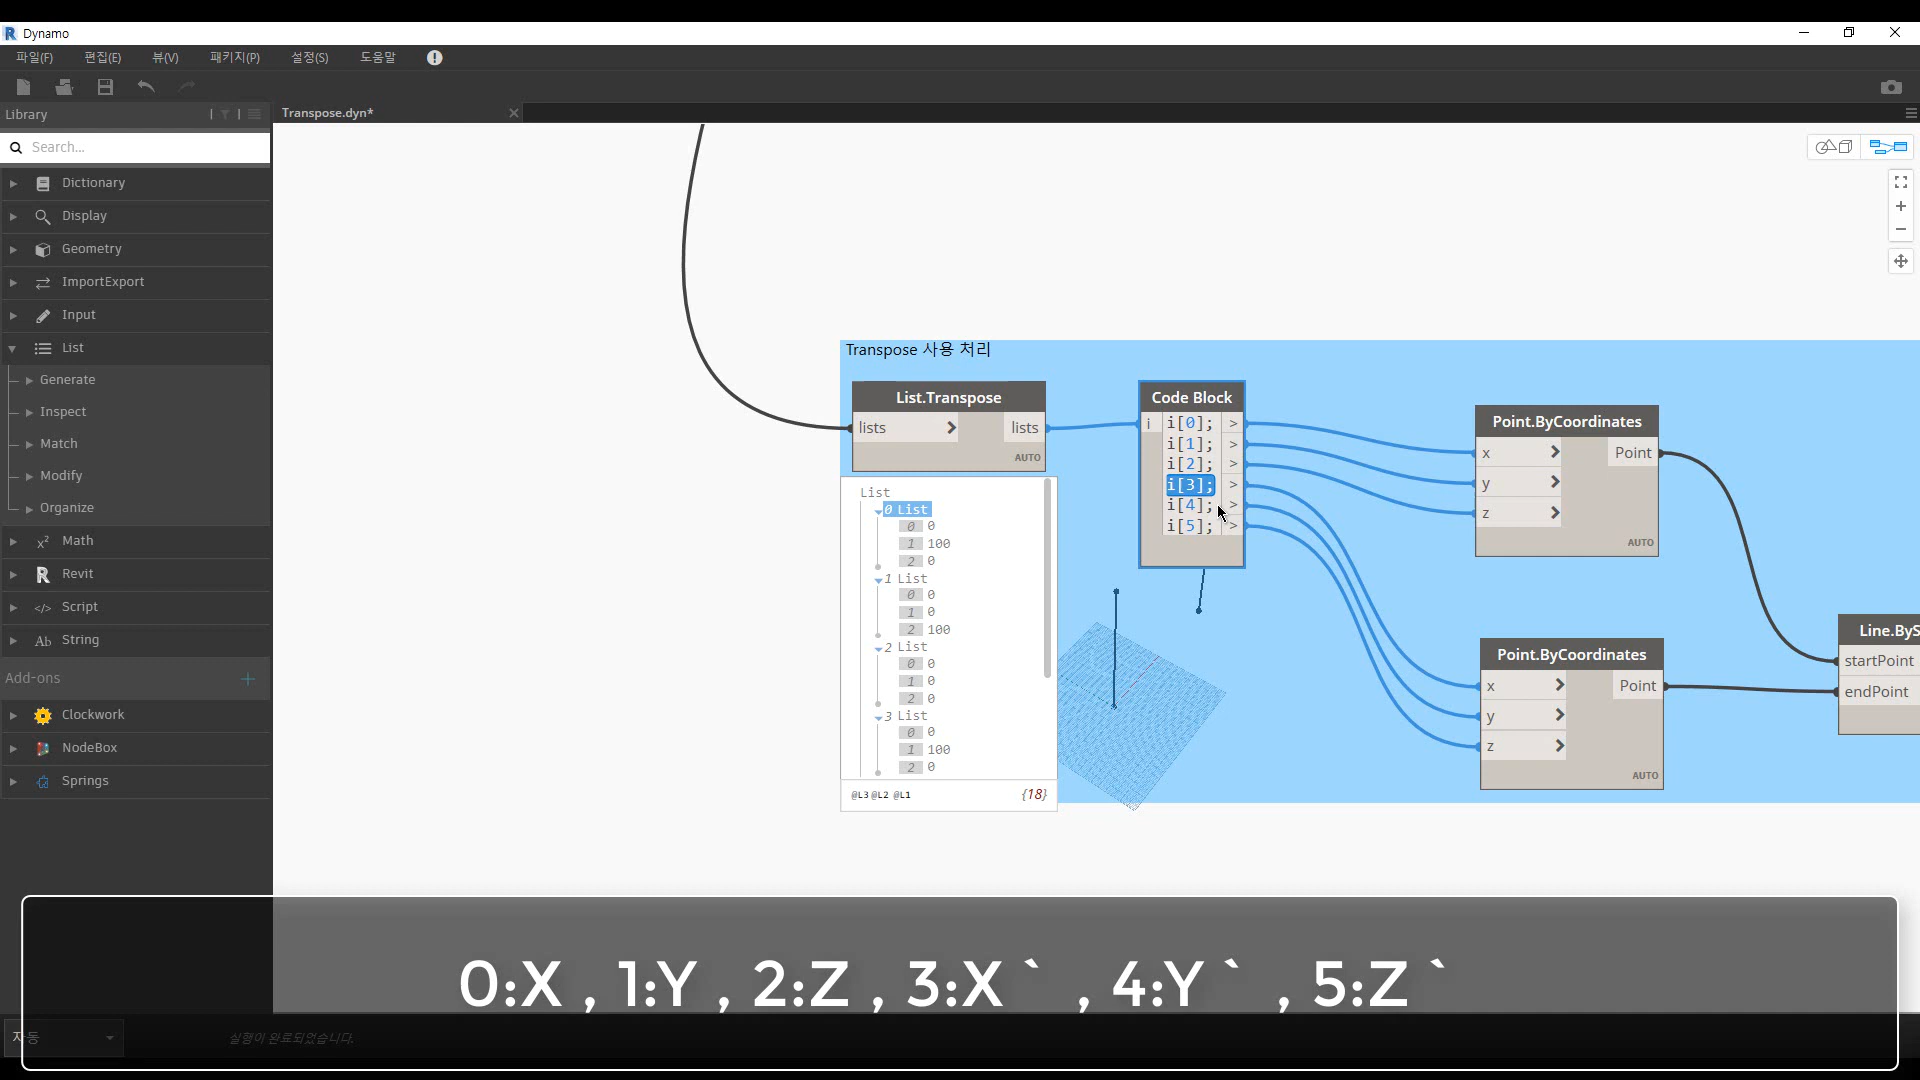 Dynamo
파일(F) 편집(E) 뷰(V) 패키지(P) 설정(S) 도움말
Library
Transpose.dyn*
Search...
Dictionary
Display
Geometry
ImportExport
Input
List
Generate
Inspect
Match
Modify
Organize
Math
Revit
Script
String
Add-ons
Clockwork
NodeBox
Springs
Transpose 사용 처리
List.Transpose
lists > lists
AUTO
List
0 List
0 0
1 100
2 0
1 List
0 0
1 0
2 100
2 List
0 0
1 0
2 0
3 List
0 0
1 100
2 0
@L3 @L2 @L1 {18}
Code Block
i i[0]; >
i[1]; >
i[2]; >
i[3]; >
i[4]; >
i[5]; >
Point.ByCoordinates
x > Point
y >
z >
AUTO
Point.ByCoordinates
x > Point
y >
z >
AUTO
Line.ByS
startPoint
endPoint
0:X , 1:Y , 2:Z , 3:X ` , 4:Y ` , 5:Z `
자동 실행이 완료되었습니다.